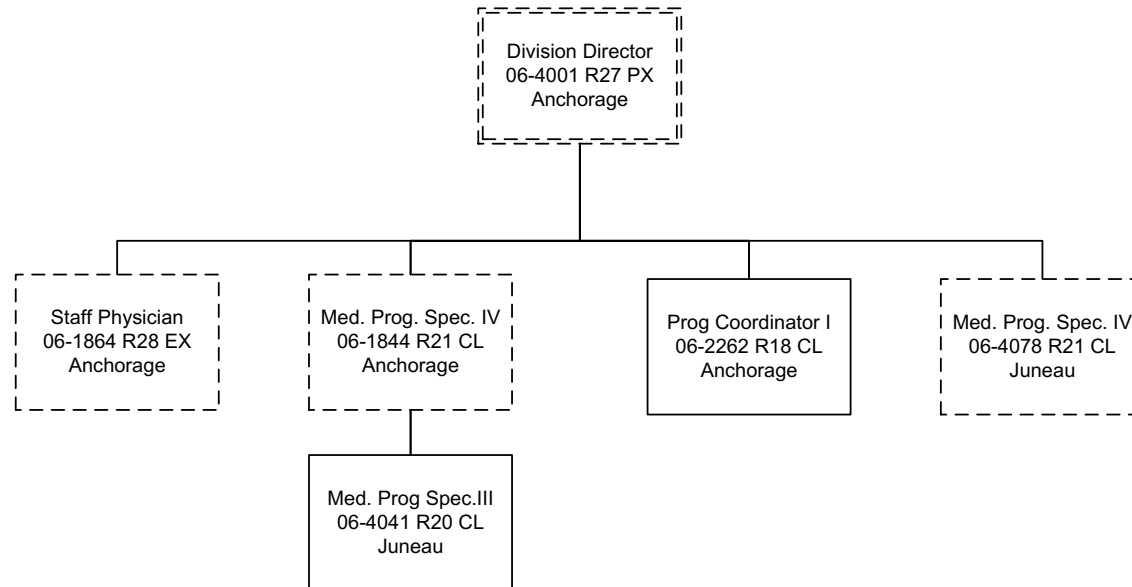 Division Director
06-4001 R27 PX
Anchorage
Staff Physician
06-1864 R28 EX
Anchorage
Med. Prog. Spec. IV
06-1844 R21 CL
Anchorage
Prog Coordinator I
06-2262 R18 CL
Anchorage
Med. Prog. Spec. IV
06-4078 R21 CL
Juneau
Med. Prog Spec.III
06-4041 R20 CL
Juneau